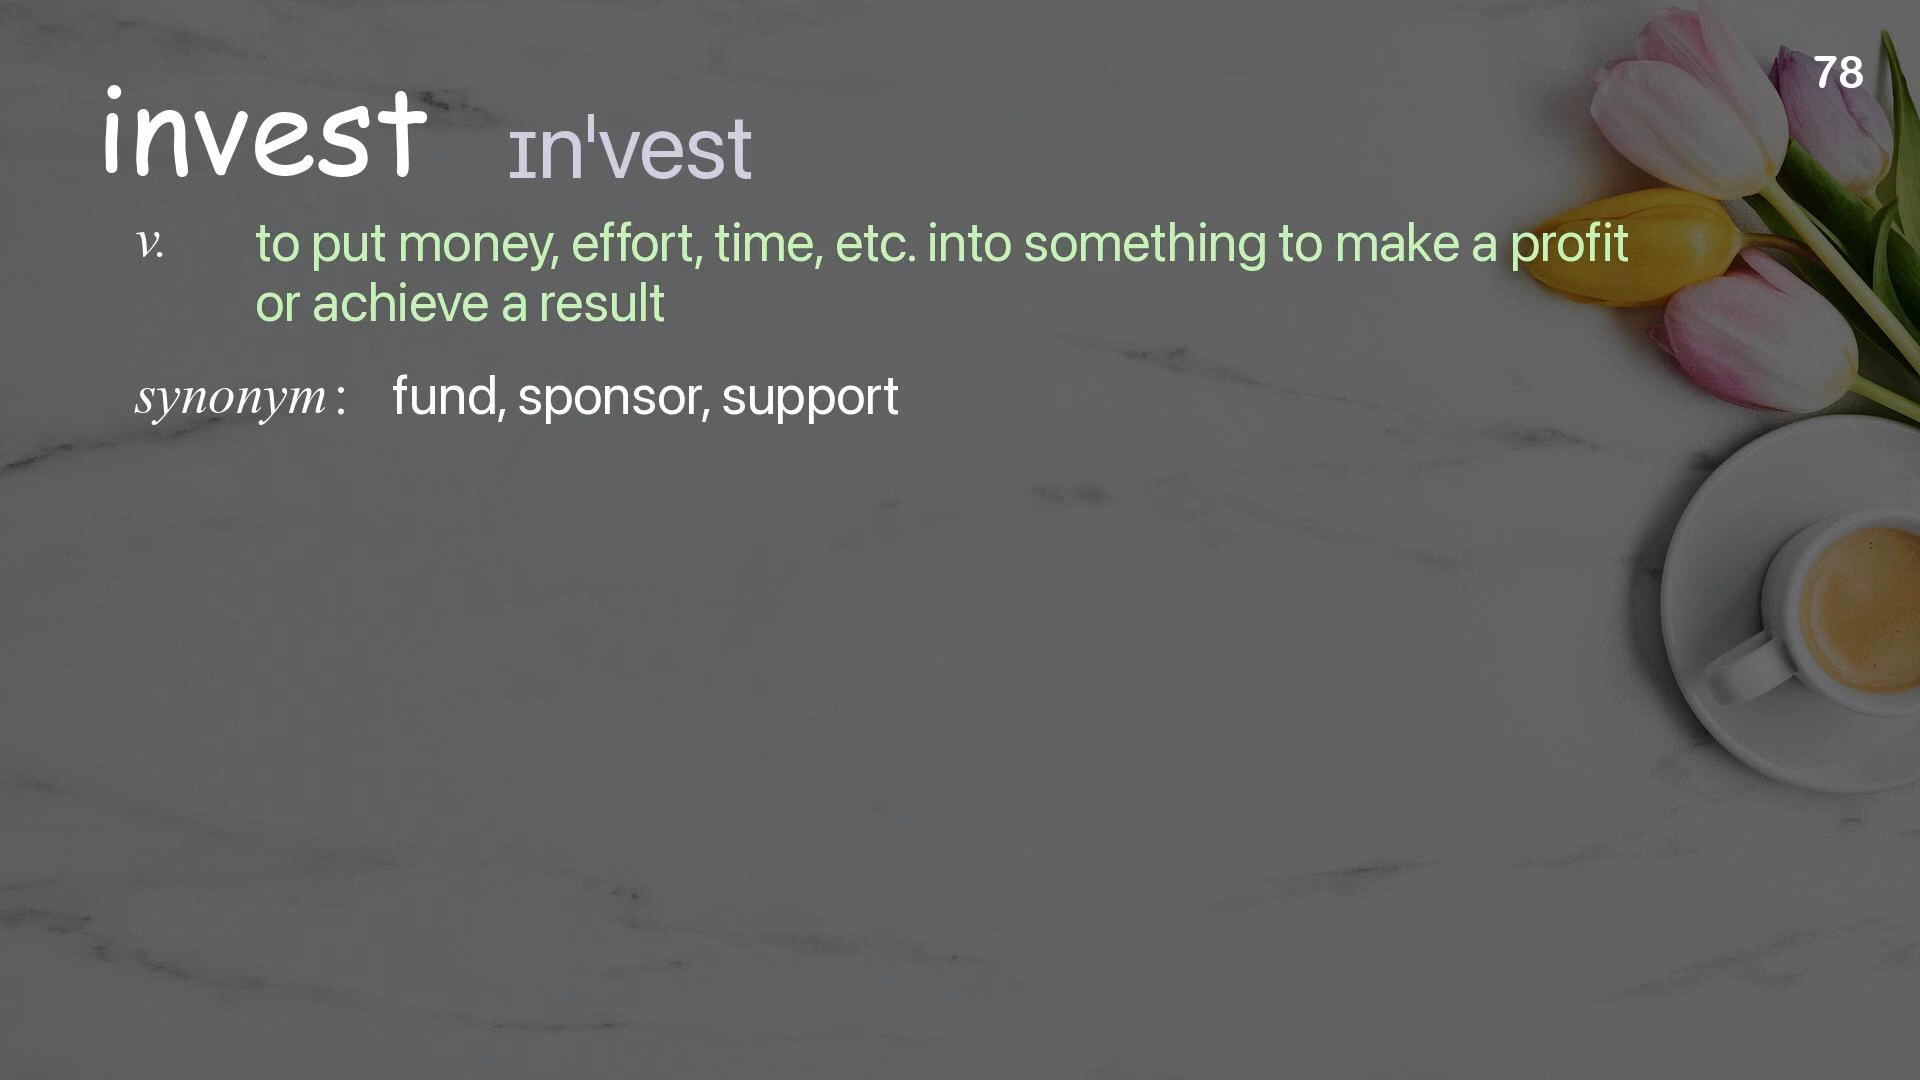 78
invest ɪnˈvest
v. to put money, effort, time, etc. into something to make a profit
or achieve a result
synonym : fund, sponsor, support